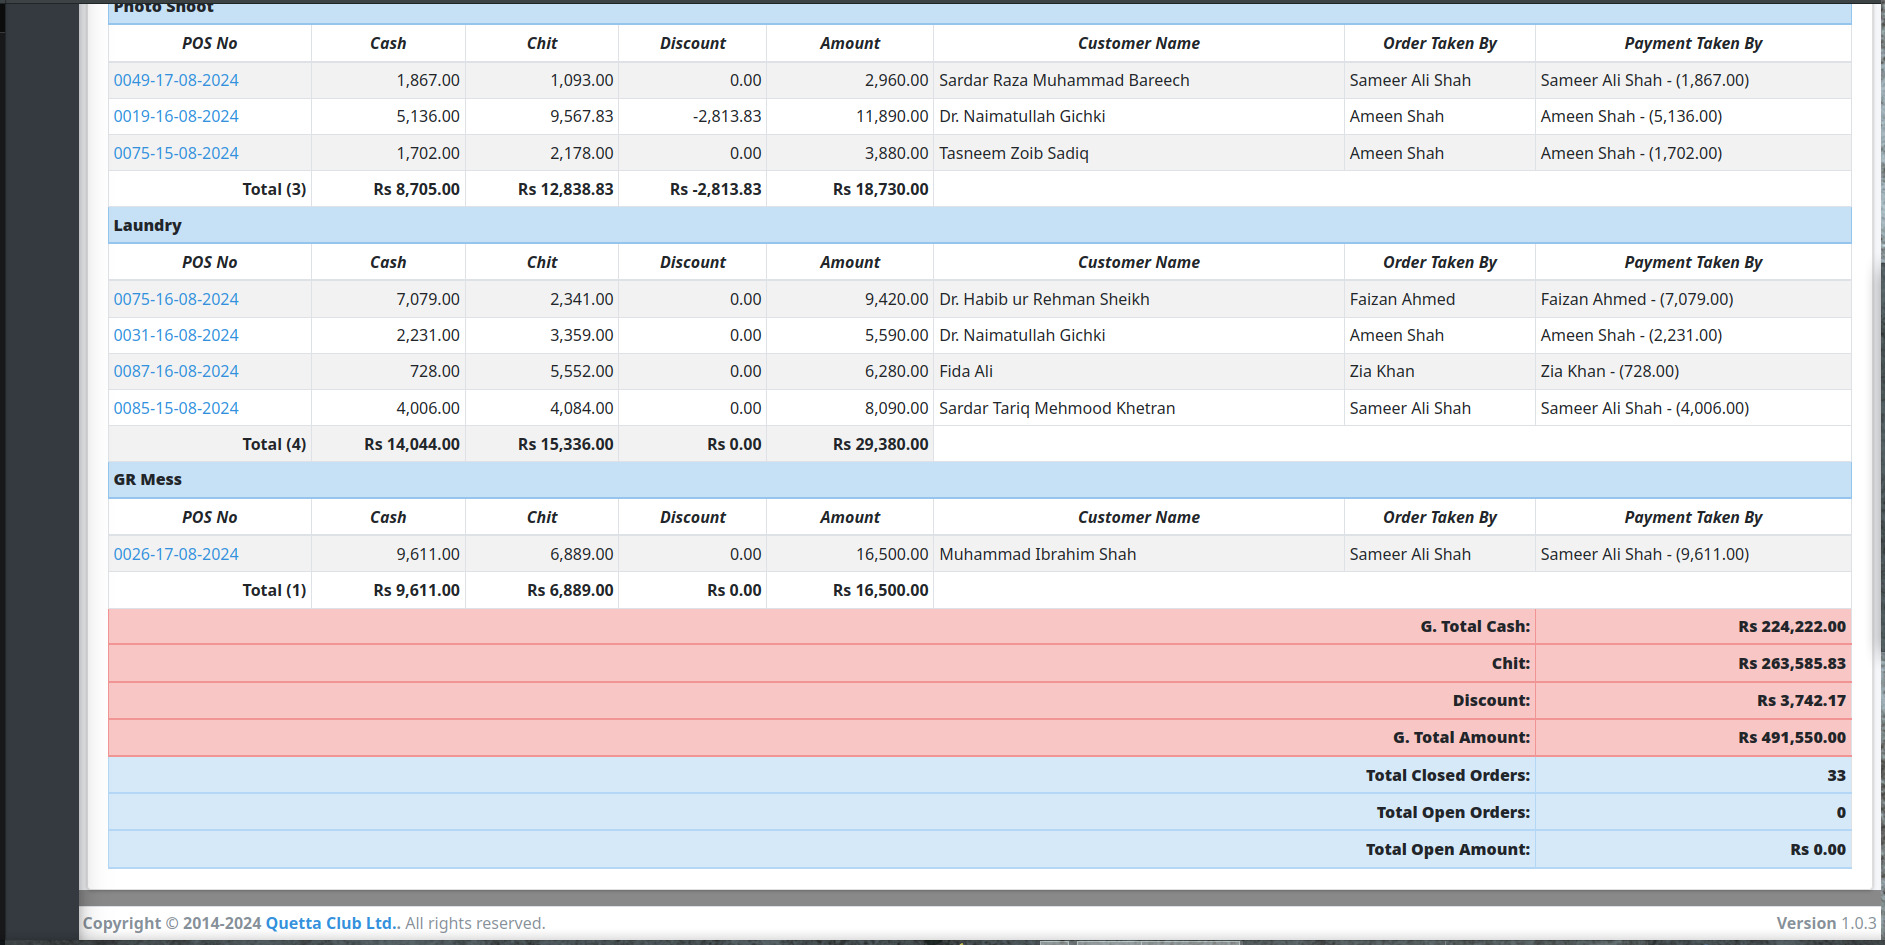 Photo Shoot
POS No Cash Chit Discount Amount Customer Name Order Taken By Payment Taken By
0049-17-08-2024 1,867.00 1,093.00 0.00 2,960.00 Sardar Raza Muhammad Bareech Sameer Ali Shah Sameer Ali Shah - (1,867.00)
0019-16-08-2024 5,136.00 9,567.83 -2,813.83 11,890.00 Dr. Naimatullah Gichki Ameen Shah Ameen Shah - (5,136.00)
0075-15-08-2024 1,702.00 2,178.00 0.00 3,880.00 Tasneem Zoib Sadiq Ameen Shah Ameen Shah - (1,702.00)
Total (3) Rs 8,705.00 Rs 12,838.83 Rs -2,813.83 Rs 18,730.00
Laundry
POS No Cash Chit Discount Amount Customer Name Order Taken By Payment Taken By
0075-16-08-2024 7,079.00 2,341.00 0.00 9,420.00 Dr. Habib ur Rehman Sheikh Faizan Ahmed Faizan Ahmed - (7,079.00)
0031-16-08-2024 2,231.00 3,359.00 0.00 5,590.00 Dr. Naimatullah Gichki Ameen Shah Ameen Shah - (2,231.00)
0087-16-08-2024 728.00 5,552.00 0.00 6,280.00 Fida Ali Zia Khan Zia Khan - (728.00)
0085-15-08-2024 4,006.00 4,084.00 0.00 8,090.00 Sardar Tariq Mehmood Khetran Sameer Ali Shah Sameer Ali Shah - (4,006.00)
Total (4) Rs 14,044.00 Rs 15,336.00 Rs 0.00 Rs 29,380.00
GR Mess
POS No Cash Chit Discount Amount Customer Name Order Taken By Payment Taken By
0026-17-08-2024 9,611.00 6,889.00 0.00 16,500.00 Muhammad Ibrahim Shah Sameer Ali Shah Sameer Ali Shah - (9,611.00)
Total (1) Rs 9,611.00 Rs 6,889.00 Rs 0.00 Rs 16,500.00
G. Total Cash: Rs 224,222.00
Chit: Rs 263,585.83
Discount: Rs 3,742.17
G. Total Amount: Rs 491,550.00
Total Closed Orders: 33
Total Open Orders: 0
Total Open Amount: Rs 0.00
Copyright © 2014-2024 Quetta Club Ltd.. All rights reserved. Version 1.0.3